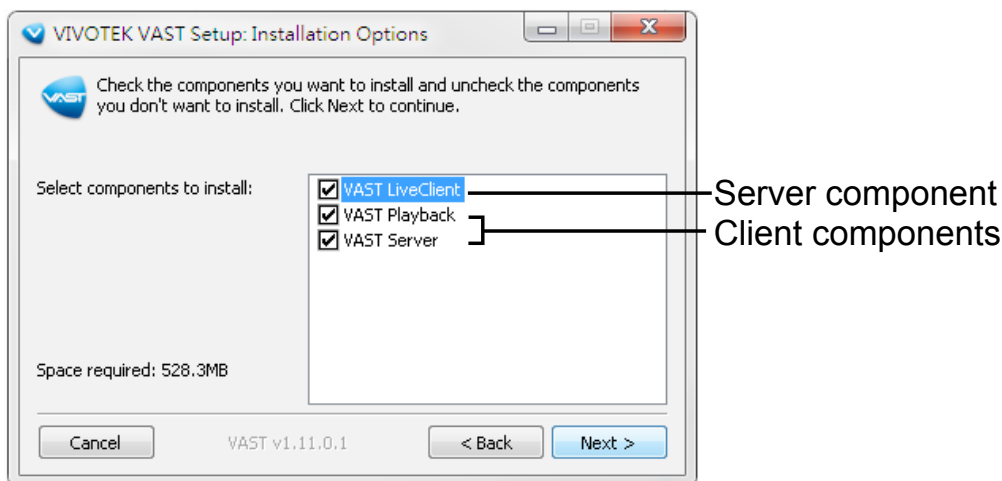 VIVOTEK VAST Setup: Installation Options
VAST
Check the components you want to install and uncheck the components
you don't want to install. Click Next to continue.
Select components to install:
VAST LiveClient
VAST Playback
VAST Server
Server component
Client components
Space required: 528.3MB
Cancel
VAST v1.11.0.1
< Back
Next >